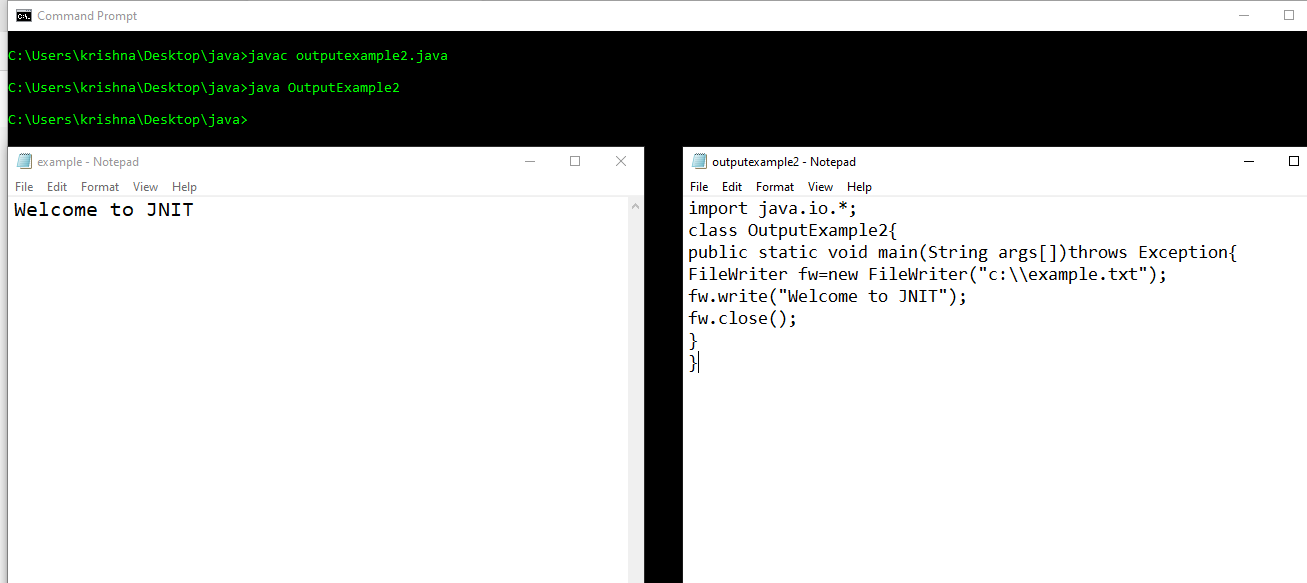 Command Prompt
C:\Users\krishna\Desktop\java>javac outputexample2.java
C:\Users\krishna\Desktop\java>java OutputExample2
C:\Users\krishna\Desktop\java>
example - Notepad
File Edit Format View Help
Welcome to JNIT
outputexample2 - Notepad
File Edit Format View Help
import java.io.*;
class OutputExample2{
public static void main(String args[])throws Exception{
FileWriter fw=new FileWriter("c:\\example.txt");
fw.write("Welcome to JNIT");
fw.close();
}
}